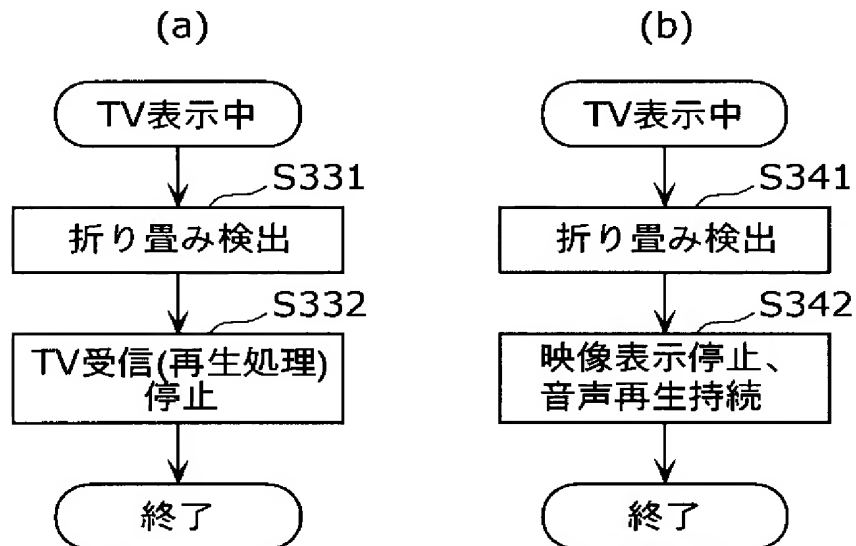 (a)
TV表示中
S331
折り畳み検出
S332
TV受信(再生処理)
停止
終了
(b)
TV表示中
S341
折り畳み検出
S342
映像表示停止、
音声再生持続
終了